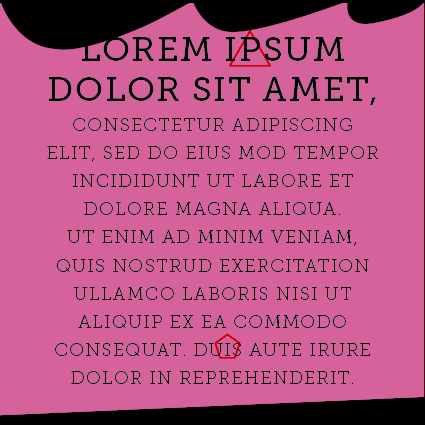 LOREM IPSUM
DOLOR SIT AMET,
CONSECTETUR ADIPISCING
ELIT, SED DO EIUS MOD TEMPOR
INCIDIDUNT UT LABORE ET
DOLORE MAGNA ALIQUA.
UT ENIM AD MINIM VENIAM,
QUIS NOSTRUD EXERCITATION
ULLAMCO LABORIS NISI UT
ALIQUIP EX EA COMMODO
CONSEQUAT. DUIS AUTE IRURE
DOLOR IN REPREHENDERIT.